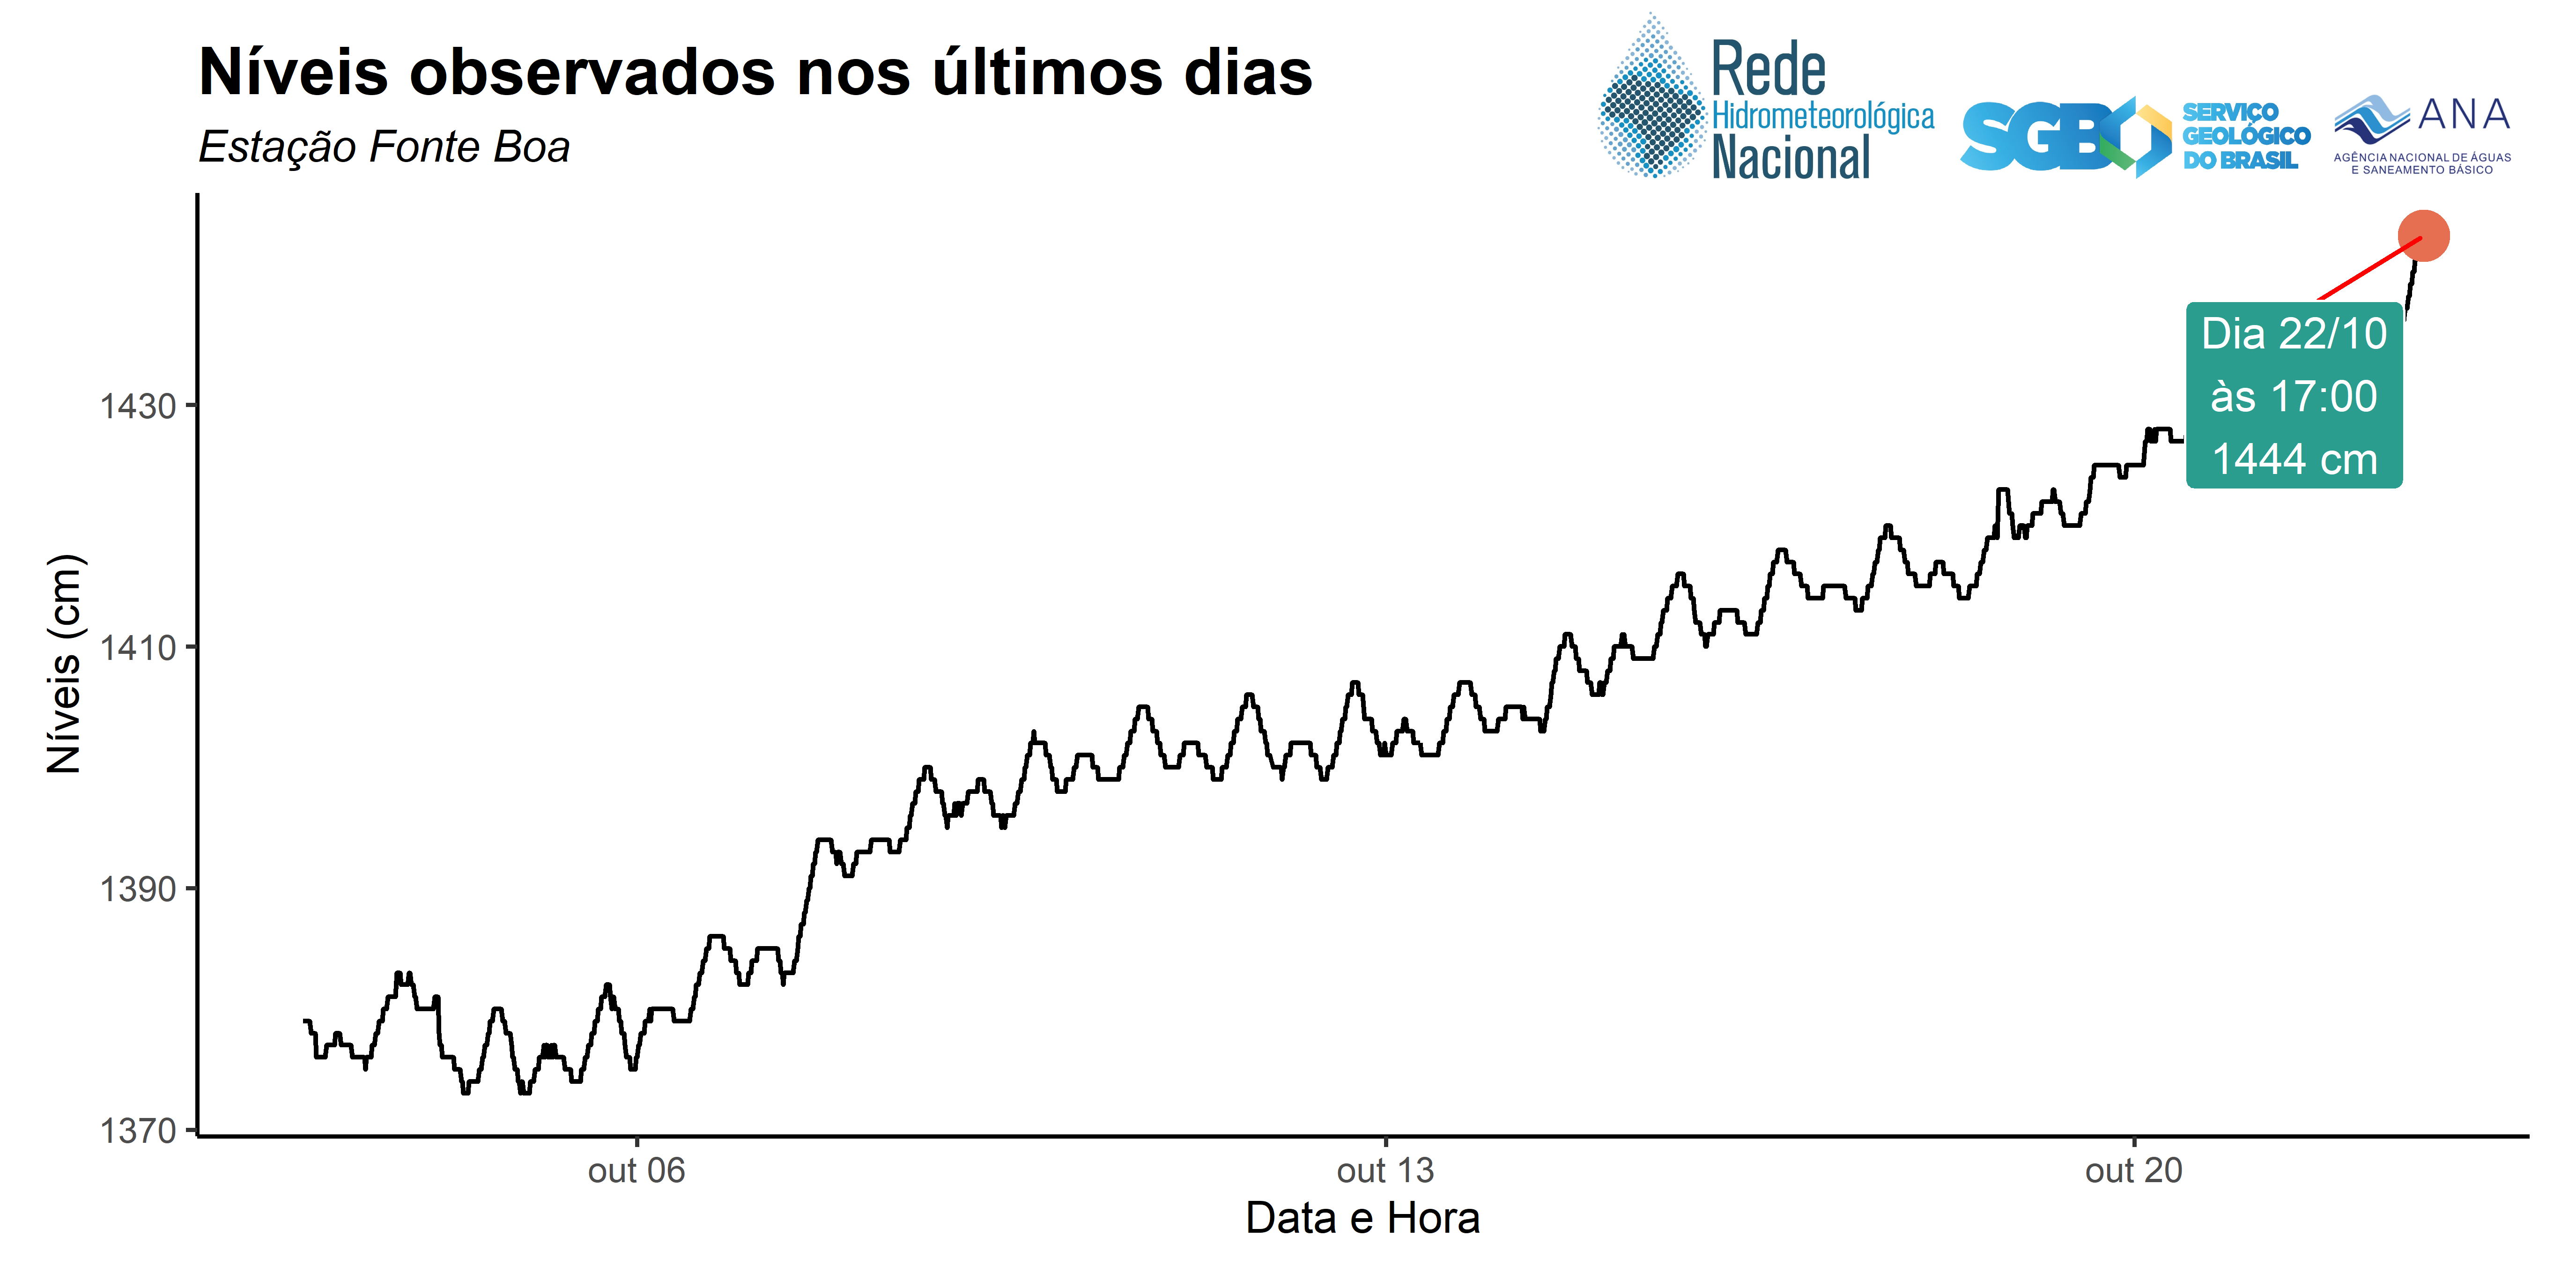 Níveis observados nos últimos dias
Estação Fonte Boa
Rede
Hidrometeorológica
Nacional
SGB
SERVIÇO
GEOLÓGICO
DO BRASIL
ANA
AGÊNCIA NACIONAL DE ÁGUAS
E SANEAMENTO BÁSICO
Dia 22/10
às 17:00
1444 cm
Níveis (cm)
1430
1410
1390
1370
out 06
out 13
out 20
Data e Hora